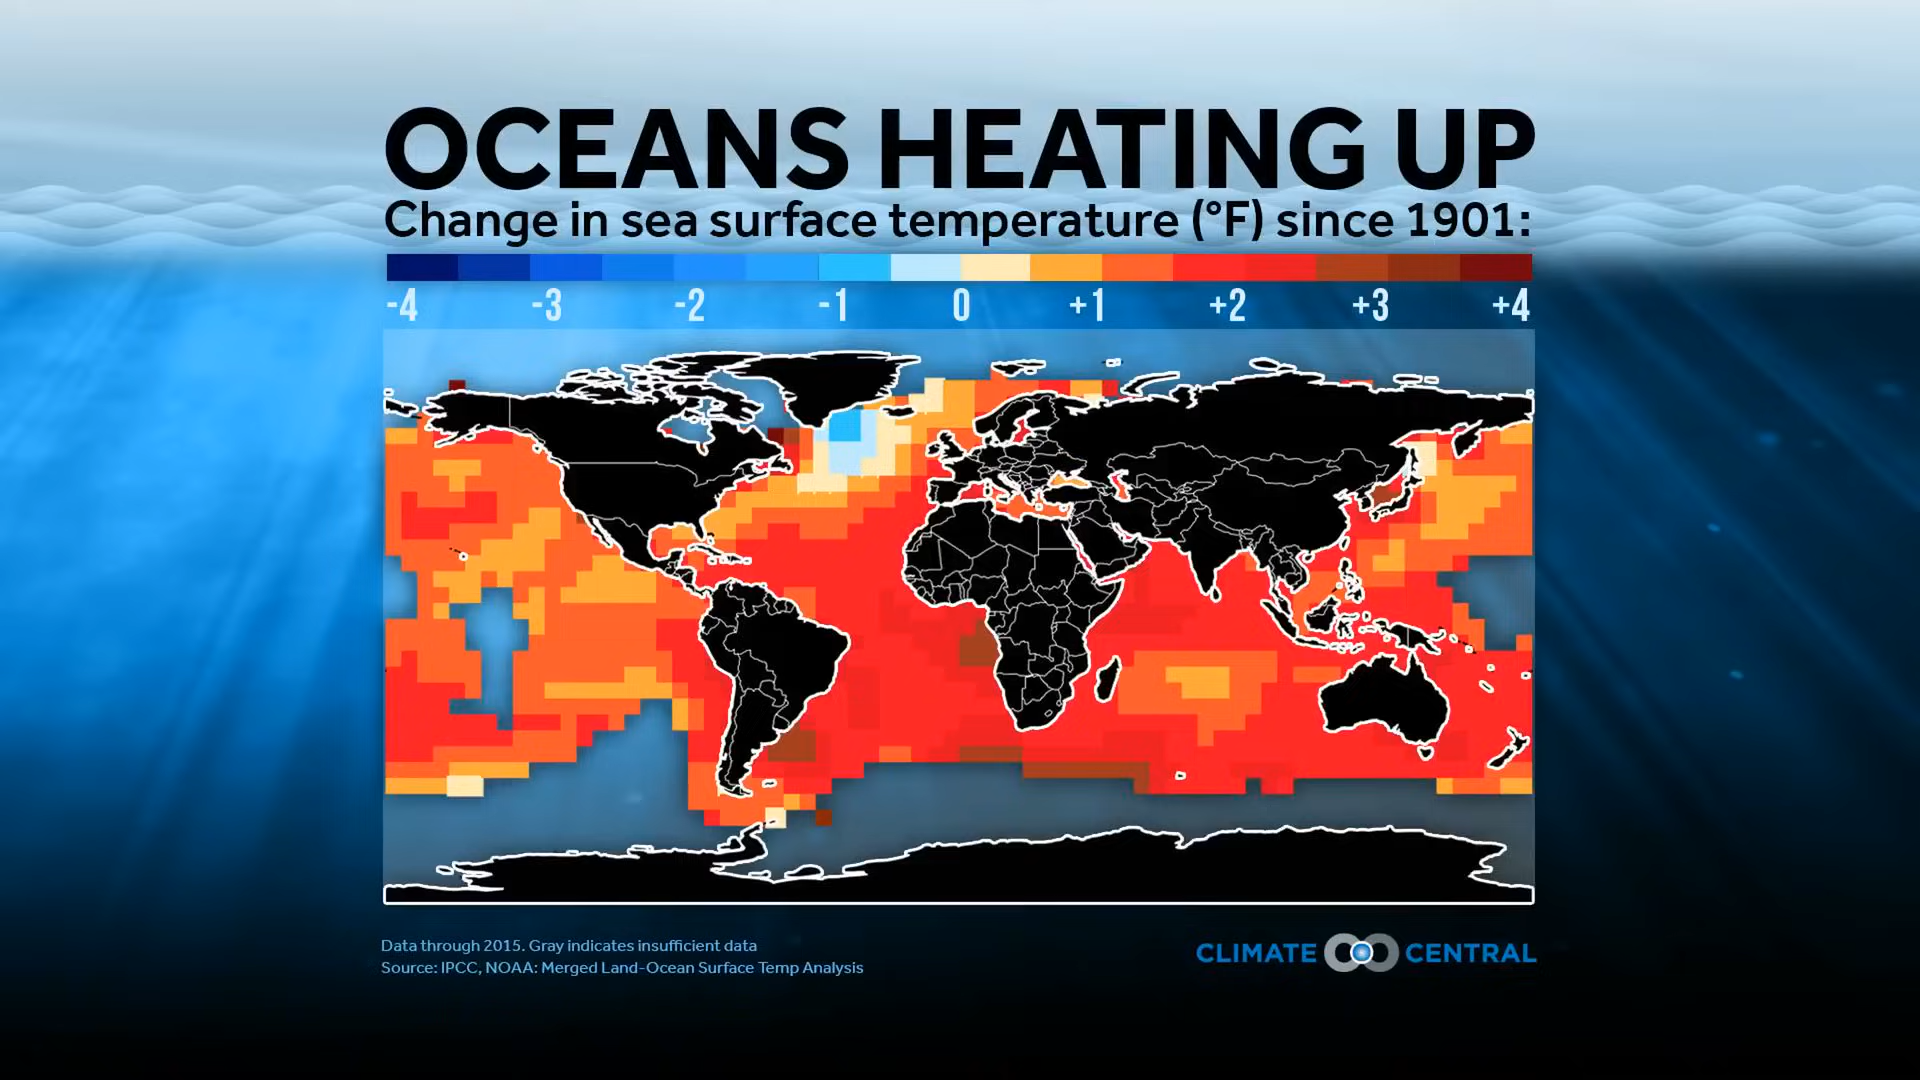 OCEANS HEATING UP
Change in sea surface temperature (°F) since 1901:
-4 -3 -2 -1 0 +1 +2 +3 +4
Data through 2015. Gray indicates insufficient data
Source: IPCC, NOAA: Merged Land-Ocean Surface Temp Analysis
CLIMATE CENTRAL